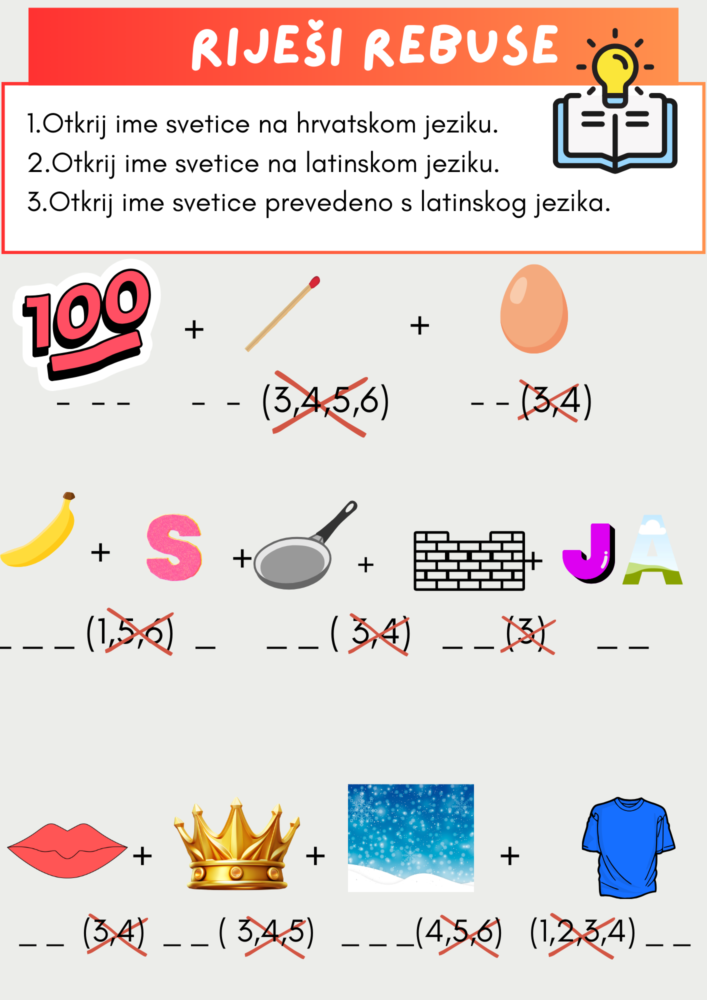 RIJEŠI REBUSE
1.Otkrij ime svetice na hrvatskom jeziku.
2.Otkrij ime svetice na latinskom jeziku.
3.Otkrij ime svetice prevedeno s latinskog jezika.
100 + +
_ _ _ _ _ (3,4,5,6) _ _ (3,4)
+ S + + + JA
_ _ _ (1,5,6) _ _ _ ( 3,4) _ _ (3) _ _
+ + +
_ _ (3,4) _ _ ( 3,4,5) _ _ _(4,5,6) (1,2,3,4) _ _